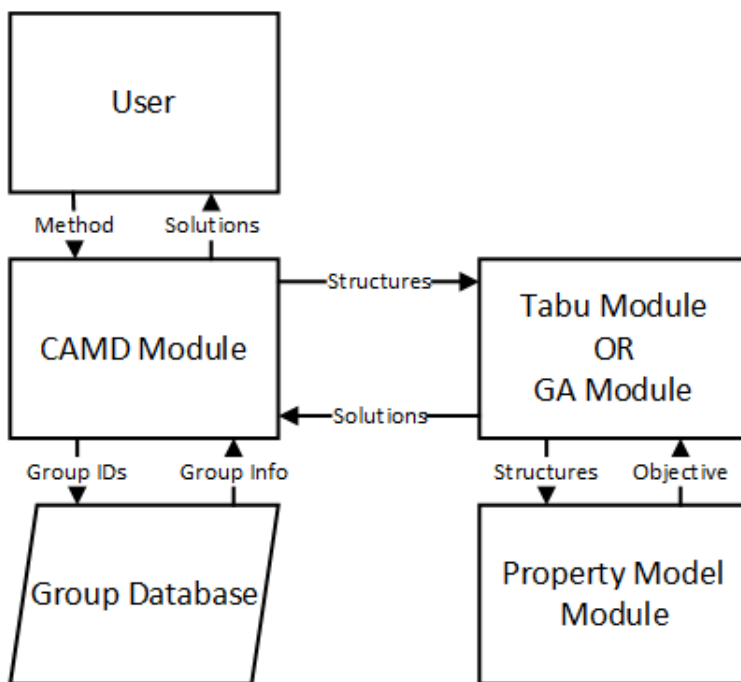 User
Method
Solutions
CAMD Module
Structures
Tabu Module
OR
GA Module
Solutions
Group IDs
Group Info
Structures
Objective
Group Database
Property Model
Module